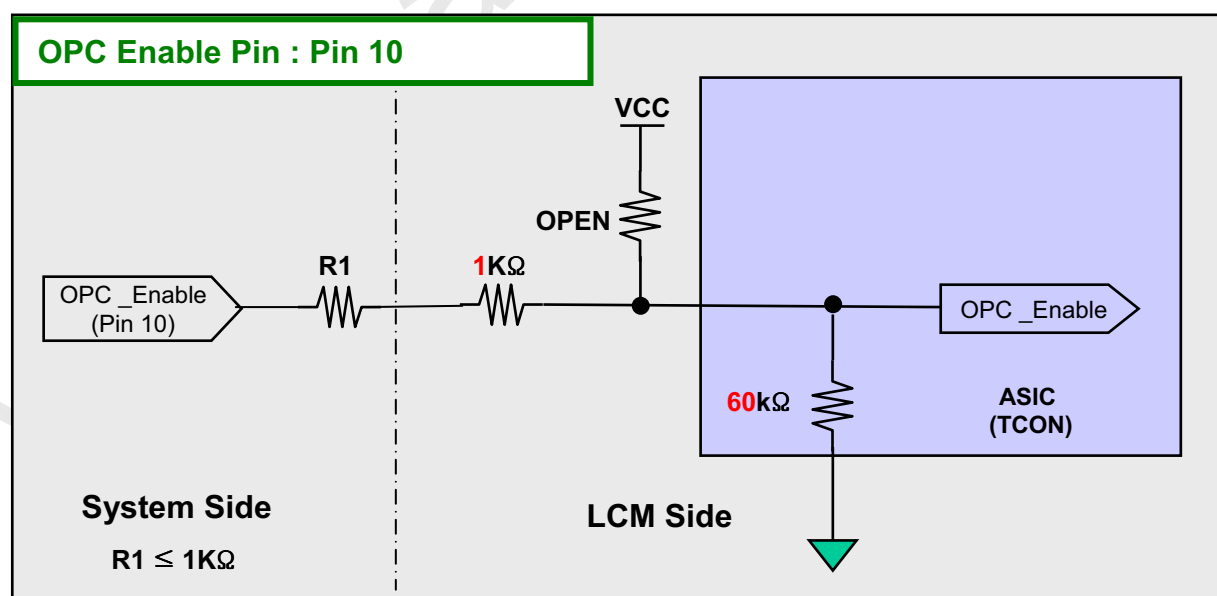 OPC Enable Pin : Pin 10
VCC
OPEN
R1
1KΩ
OPC _Enable
(Pin 10)
OPC _Enable
60kΩ
ASIC
(TCON)
System Side
LCM Side
R1 ≤ 1KΩ